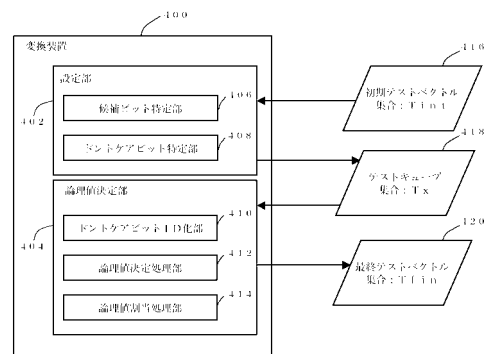 ４００
変換装置
設定部
４０６
候補ビット特定部
４０２
４０８
ドントケアビット特定部
論理値決定部
４１０
ドントケアビットＩＤ化部
４０４
４１２
論理値決定処理部
４１４
論理値割当処理部
４１６
初期テストベクトル
集合：Ｔｉｎｉ
４１８
テストキューブ
集合：Ｔｘ
４２０
最終テストベクトル
集合：Ｔｆｉｎ